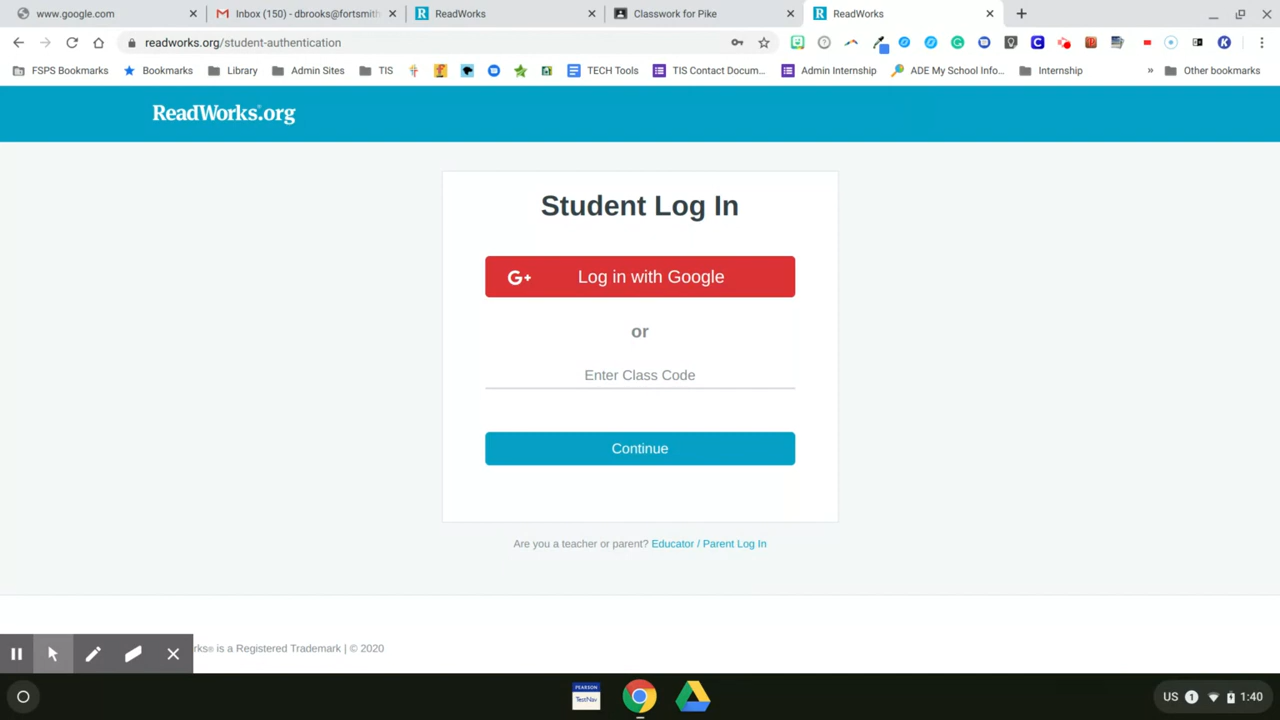 www.google.com
Inbox (150) - dbrooks@fortsmith
ReadWorks
Classwork for Pike
ReadWorks
readworks.org/student-authentication
FSPS Bookmarks
Bookmarks
Library
Admin Sites
TIS
TECH Tools
TIS Contact Docum...
Admin Internship
ADE My School Info...
Internship
»
Other bookmarks
ReadWorks®.org
Student Log In
G+ Log in with Google
or
Enter Class Code
Continue
Are you a teacher or parent? Educator / Parent Log In
rks® is a Registered Trademark | © 2020
PEARSON
TestNav
US 1 1:40